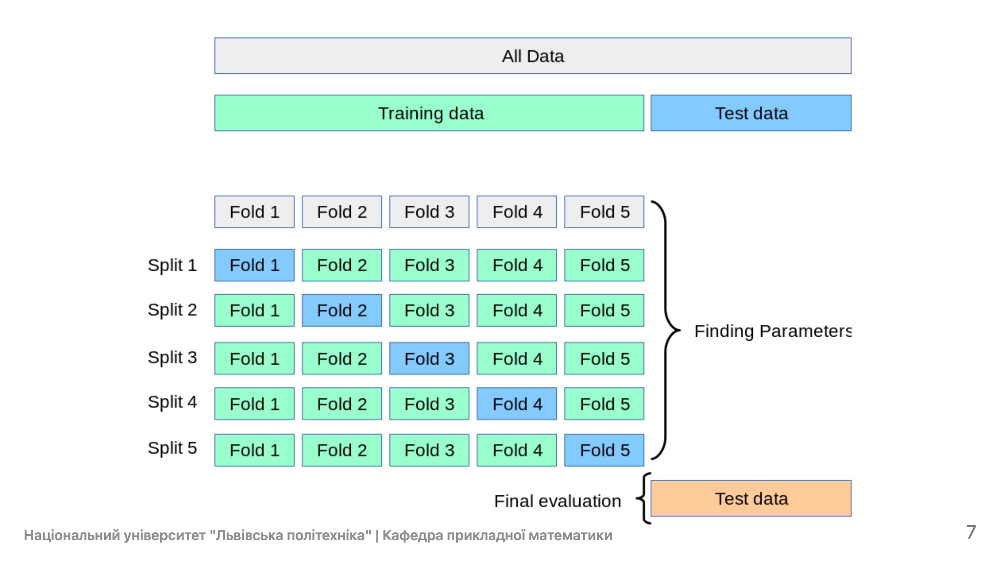 All Data
Training data Test data
Fold 1 Fold 2 Fold 3 Fold 4 Fold 5
Split 1 Fold 1 Fold 2 Fold 3 Fold 4 Fold 5
Split 2 Fold 1 Fold 2 Fold 3 Fold 4 Fold 5
Finding Parameters
Split 3 Fold 1 Fold 2 Fold 3 Fold 4 Fold 5
Split 4 Fold 1 Fold 2 Fold 3 Fold 4 Fold 5
Split 5 Fold 1 Fold 2 Fold 3 Fold 4 Fold 5
Final evaluation Test data
Національний університет "Львівська політехніка" | Кафедра прикладної математики 7